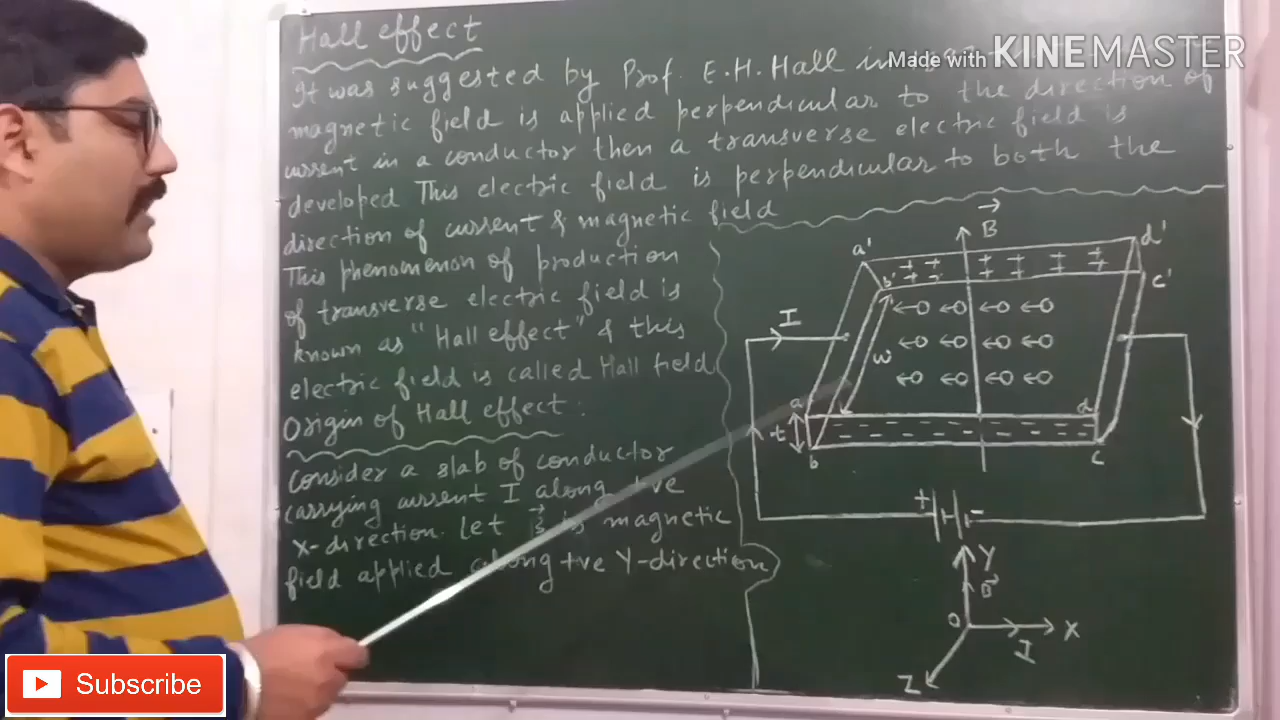 Hall effect
It was suggested by Prof. E.H. Hall in
Made with KINEMASTER
magnetic field is applied perpendicular to the direction of
current in a conductor then a transverse electric field is
developed This electric field is perpendicular to both the
direction of current & magnetic field
This phenomenon of production
of transverse electric field is
known as "Hall effect" & this
electric field is called Hall field
Origin of Hall effect:
Consider a slab of conductor
carrying current I along +ve
X-direction. Let B is magnetic
field applied along +ve Y-direction
B
a' d'
b' c'
I
w
a d
t
b c
+ -
Y
B
O X
I
Z
Subscribe